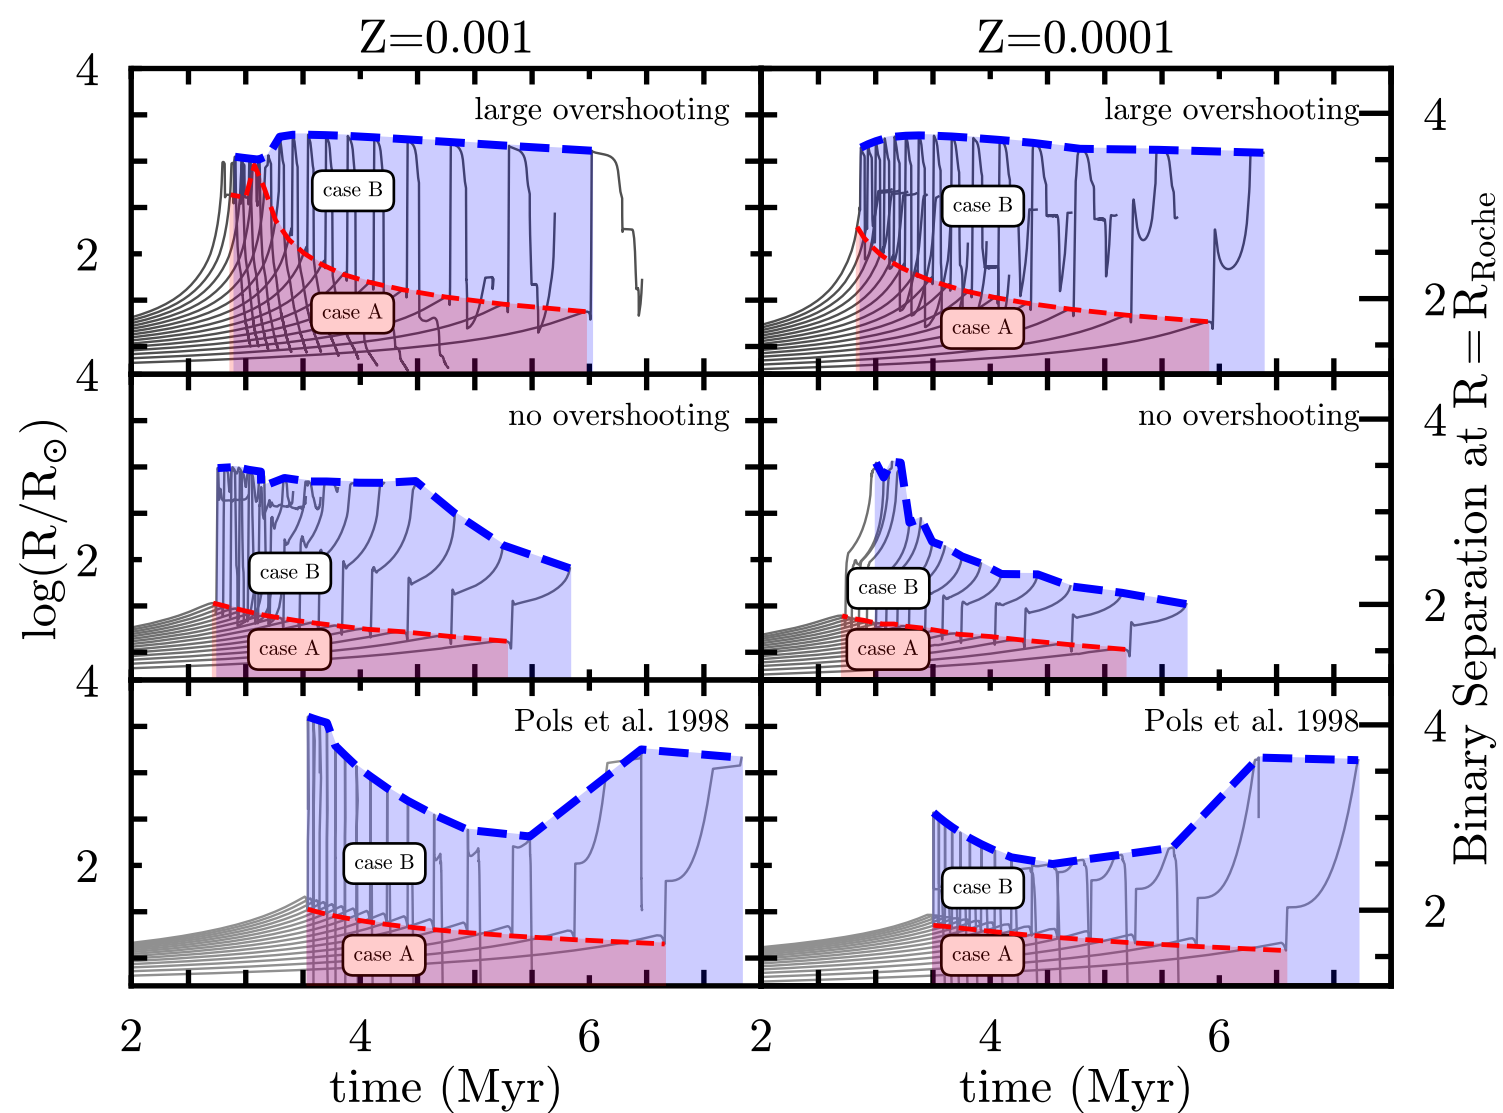 Z=0.001
Z=0.0001
4
large overshooting
case B
2
case A
large overshooting
case B
case A
4
2
4
no overshooting
case B
2
case A
no overshooting
case B
case A
4
2
4
Pols et al. 1998
case B
2
case A
Pols et al. 1998
case B
case A
4
2
log(R/R⊙)
Binary Separation at R = R_Roche
2
4
6
2
4
6
time (Myr)
time (Myr)